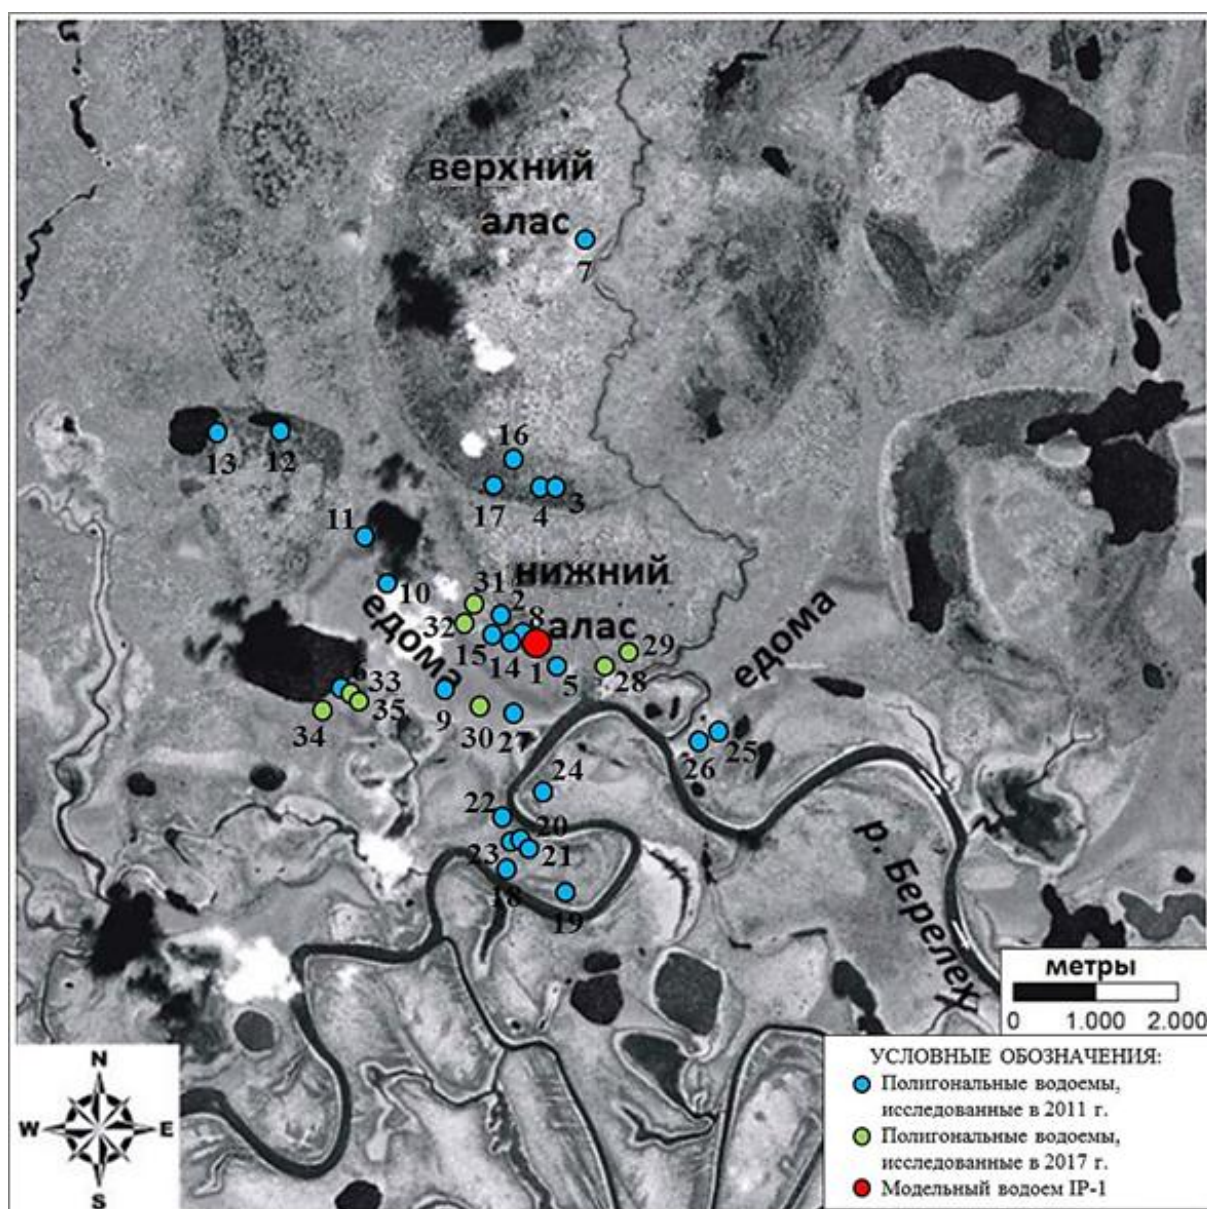 верхний
алас
7
16
13
12
17
4
3
11
нижний
10
31
2
8
32
едома
алас
едома
15
14
1
5
29
28
6
33
35
34
9
30
27
26
25
24
22
20
23
21
18
19
р. Берелех
метры
0 1.000 2.000
УСЛОВНЫЕ ОБОЗНАЧЕНИЯ:
Полигональные водоемы,
исследованные в 2011 г.
Полигональные водоемы,
исследованные в 2017 г.
Модельный водоем IP-1
N
W E
S